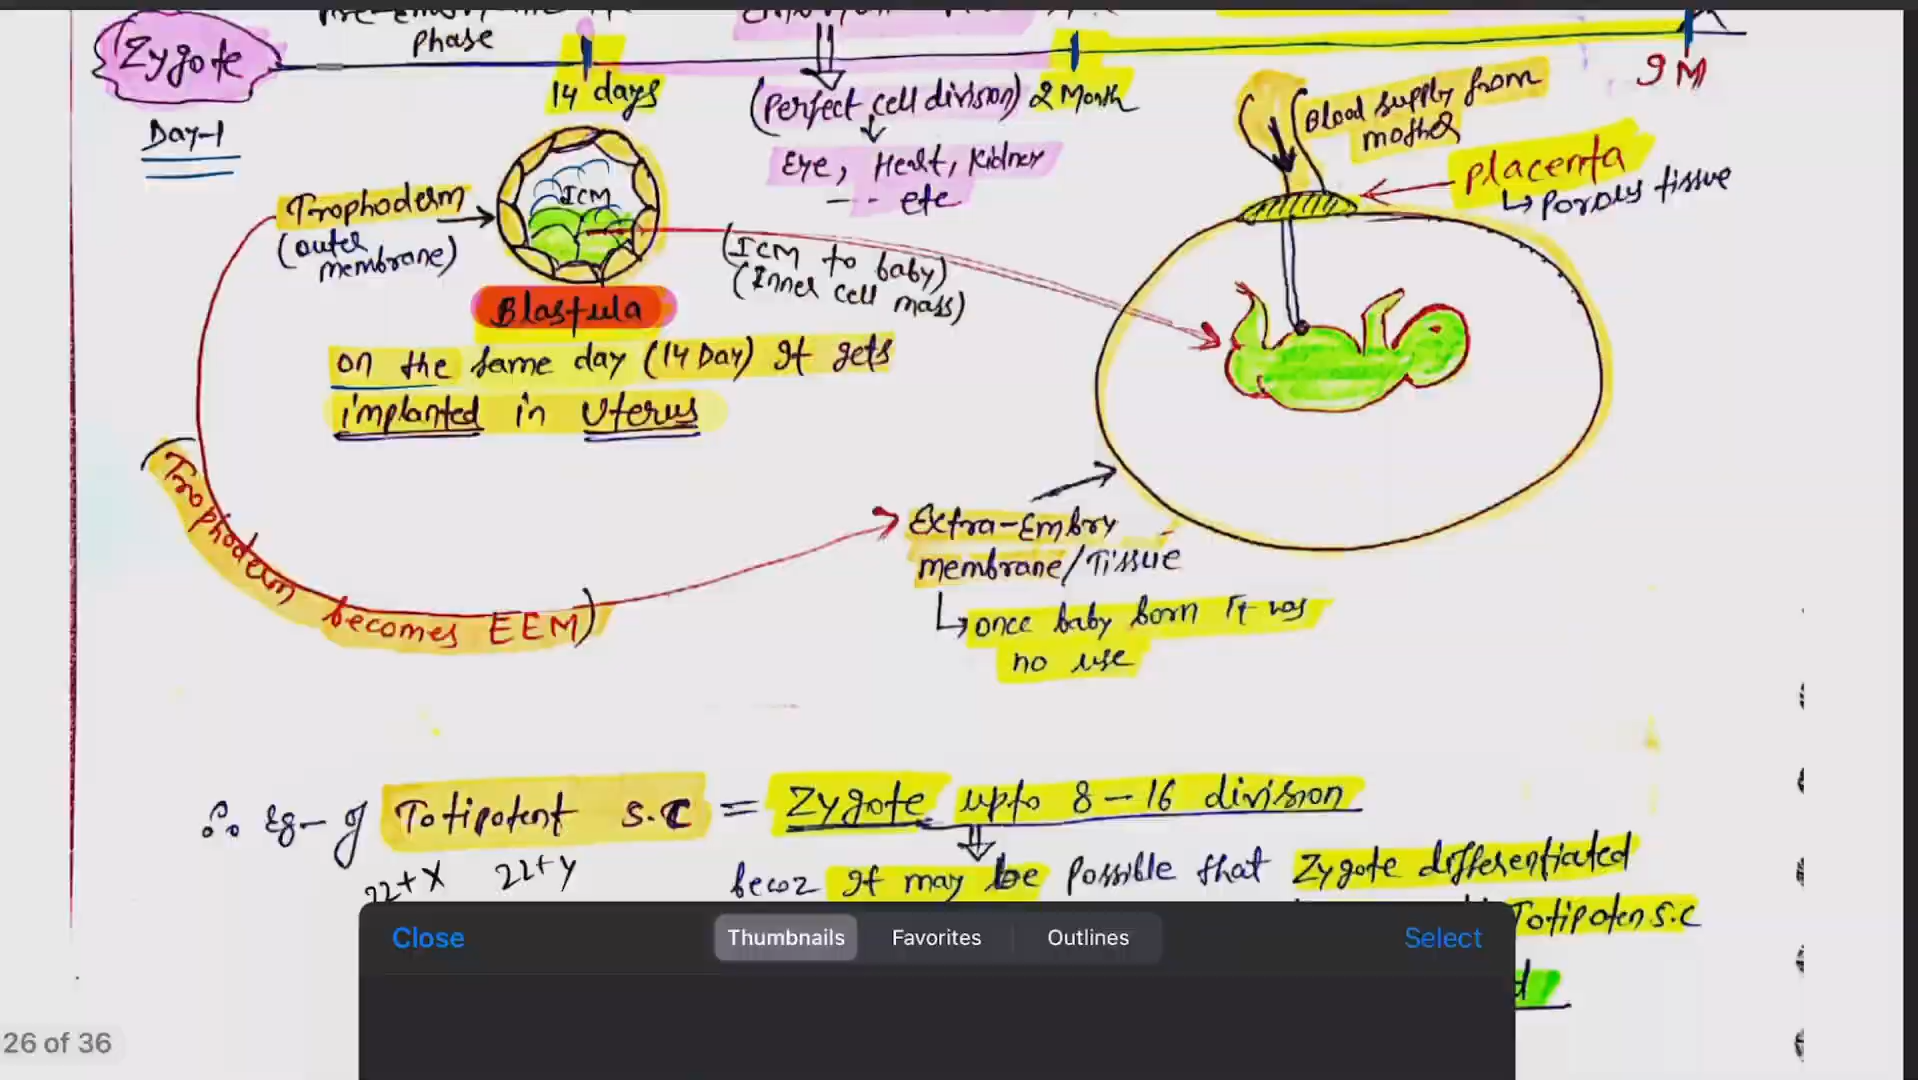 Zygote
phase
14 days
(Perfect cell division)
2 Month
9 M
Day-1
Eye, Heart, Kidney
--- etc
Blood supply from
mother
Placenta
↳ Porous tissue
Trophoderm
(outer
membrane)
ICM
(ICM to baby)
(Inner cell mass)
Blastula
on the same day (14 Day) It gets
implanted in Uterus
(Trophoderm becomes EEM)
Extra-Embry
membrane/Tissue
↳ once baby born It has
no use
∴ Eg- of Totipotent S.C = Zygote upto 8-16 division
22+X 22+y
becoz It may be possible that Zygote differentiated
Totipoten S.C
d
Close
Thumbnails
Favorites
Outlines
Select
26 of 36